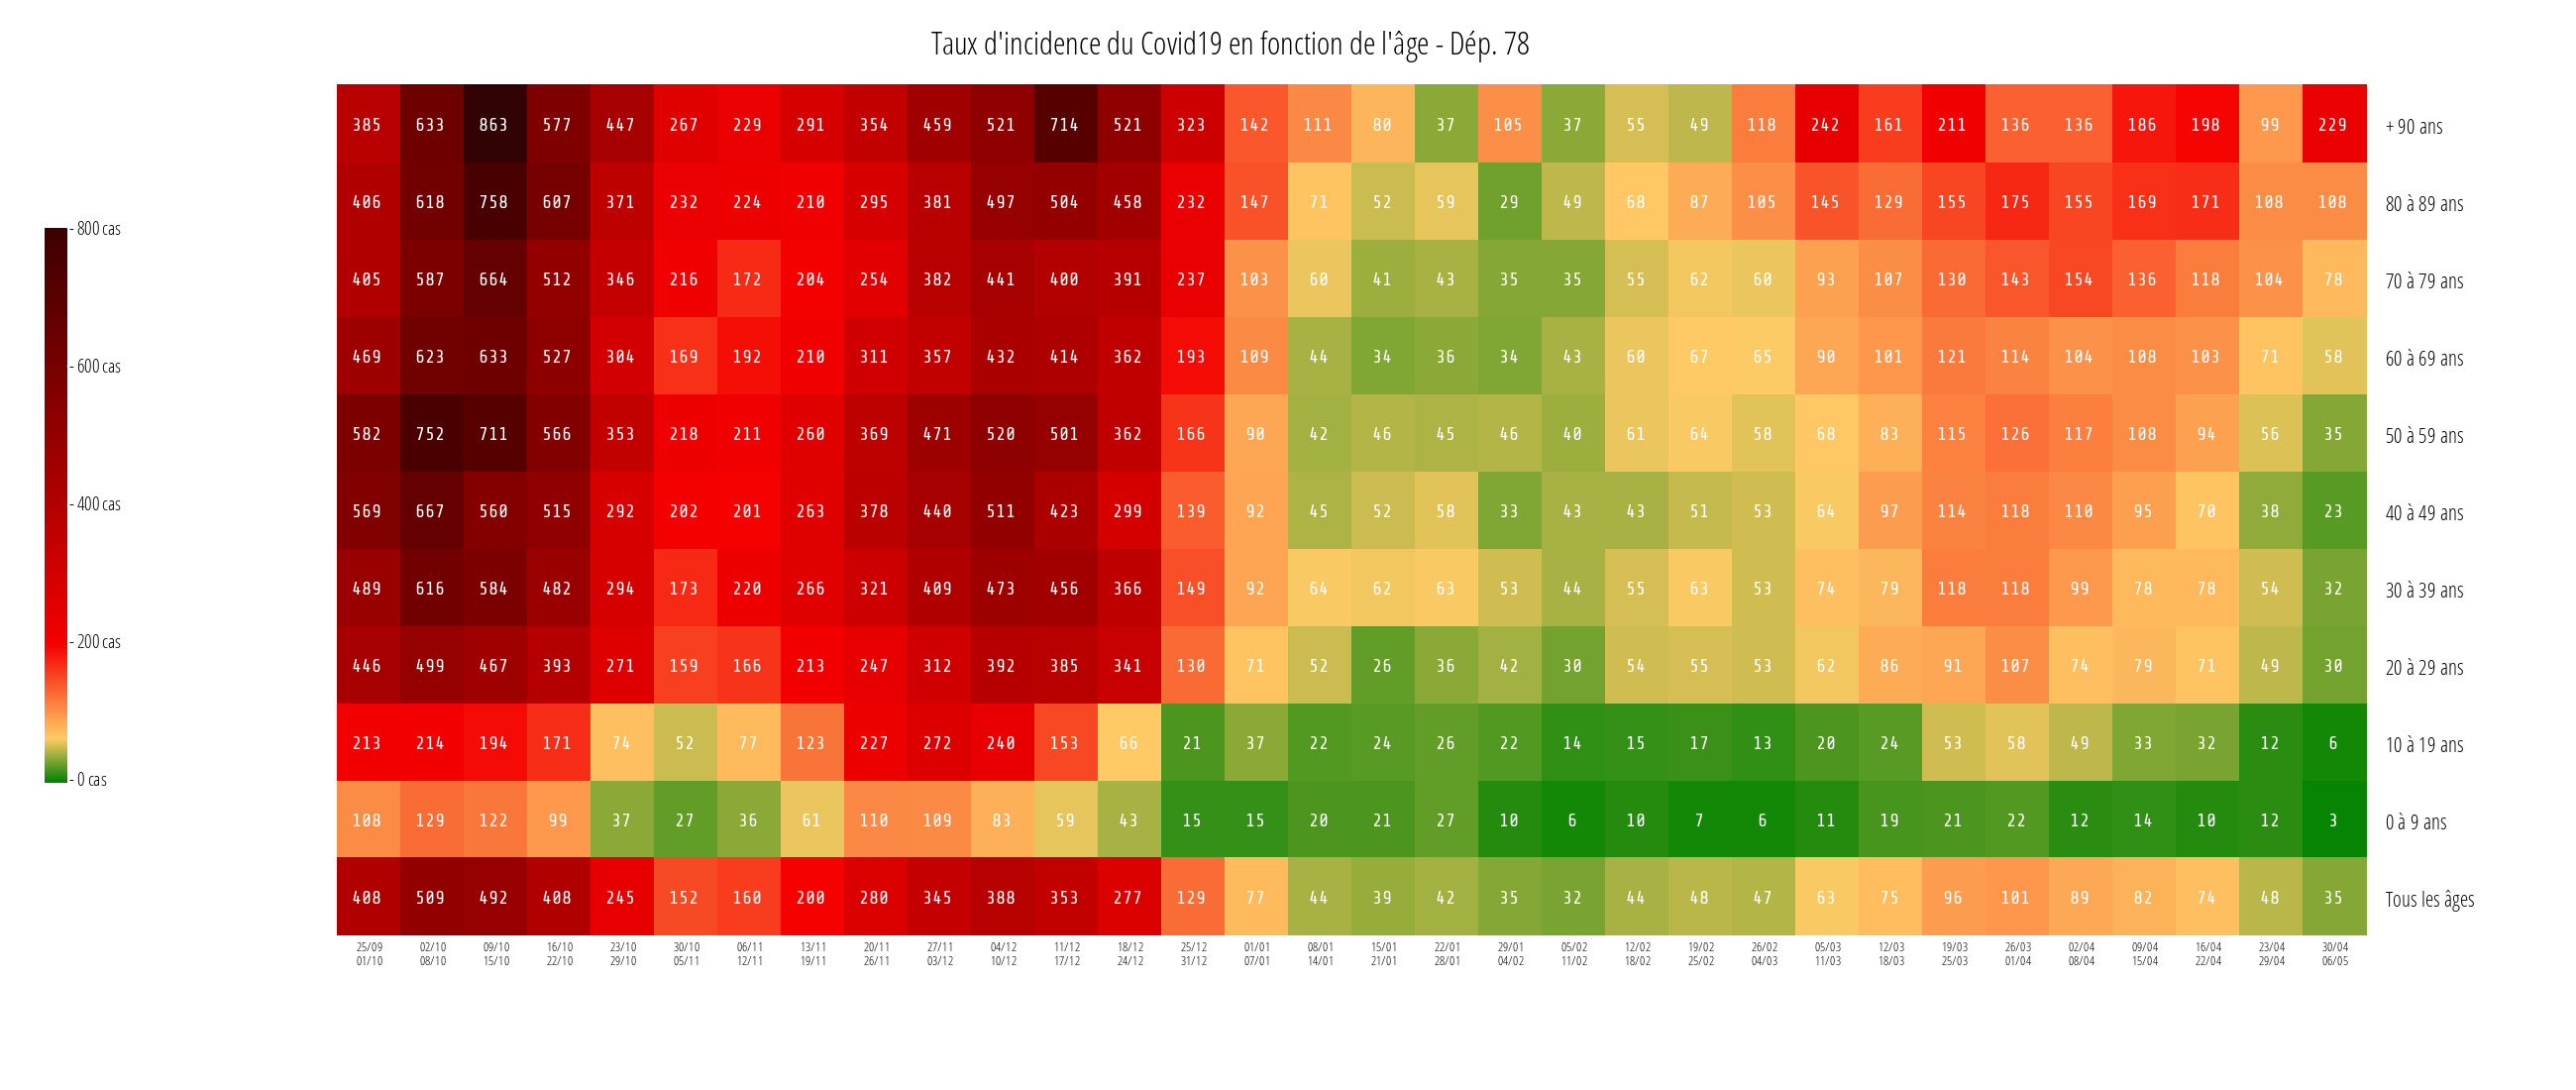 Taux d'incidence du Covid19 en fonction de l'âge - Dép. 78
385 633 863 577 447 267 229 291 354 459 521 714 521 323 142 111 80 37 105 37 55 49 118 242 161 211 136 136 186 198 99 229 + 90 ans
406 618 758 607 371 232 224 210 295 381 497 504 458 232 147 71 52 59 29 49 68 87 105 145 129 155 175 155 169 171 108 108 80 à 89 ans
405 587 664 512 346 216 172 204 254 382 441 400 391 237 103 60 41 43 35 35 55 62 60 93 107 130 143 154 136 118 104 78 70 à 79 ans
469 623 633 527 304 169 192 210 311 357 432 414 362 193 109 44 34 36 34 43 60 67 65 90 101 121 114 104 108 103 71 58 60 à 69 ans
582 752 711 566 353 218 211 260 369 471 520 501 362 166 90 42 46 45 46 40 61 64 58 68 83 115 126 117 108 94 56 35 50 à 59 ans
569 667 560 515 292 202 201 263 378 440 511 423 299 139 92 45 52 58 33 43 43 51 53 64 97 114 118 110 95 70 38 23 40 à 49 ans
489 616 584 482 294 173 220 266 321 409 473 456 366 149 92 64 62 63 53 44 55 63 53 74 79 118 118 99 78 78 54 32 30 à 39 ans
446 499 467 393 271 159 166 213 247 312 392 385 341 130 71 52 26 36 42 30 54 55 53 62 86 91 107 74 79 71 49 30 20 à 29 ans
213 214 194 171 74 52 77 123 227 272 240 153 66 21 37 22 24 26 22 14 15 17 13 20 24 53 58 49 33 32 12 6 10 à 19 ans
108 129 122 99 37 27 36 61 110 109 83 59 43 15 15 20 21 27 10 6 10 7 6 11 19 21 22 12 14 10 12 3 0 à 9 ans
408 509 492 408 245 152 160 200 280 345 388 353 277 129 77 44 39 42 35 32 44 48 47 63 75 96 101 89 82 74 48 35 Tous les âges
25/09 02/10 09/10 16/10 23/10 30/10 06/11 13/11 20/11 27/11 04/12 11/12 18/12 25/12 01/01 08/01 15/01 22/01 29/01 05/02 12/02 19/02 26/02 05/03 12/03 19/03 26/03 02/04 09/04 16/04 23/04 30/04
01/10 08/10 15/10 22/10 29/10 05/11 12/11 19/11 26/11 03/12 10/12 17/12 24/12 31/12 07/01 14/01 21/01 28/01 04/02 11/02 18/02 25/02 04/03 11/03 18/03 25/03 01/04 08/04 15/04 22/04 29/04 06/05
- 800 cas
- 600 cas
- 400 cas
- 200 cas
- 0 cas